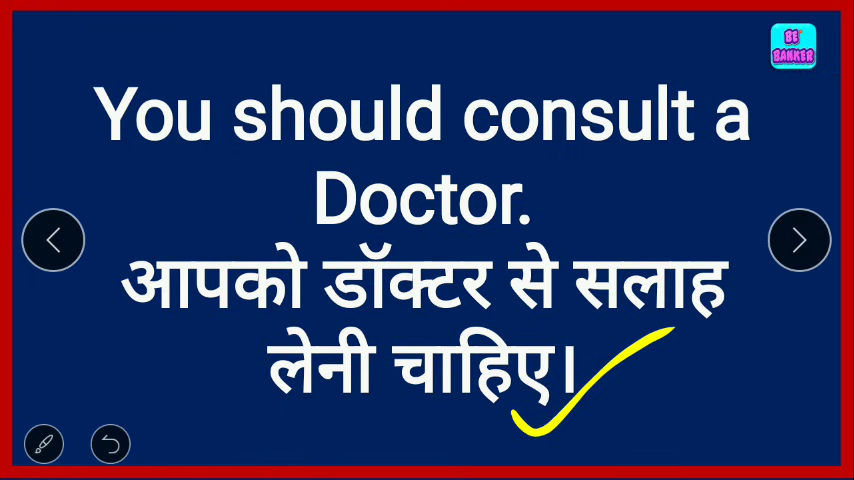 BE
BANKER
You should consult a
Doctor.
आपको डॉक्टर से सलाह
लेनी चाहिए।